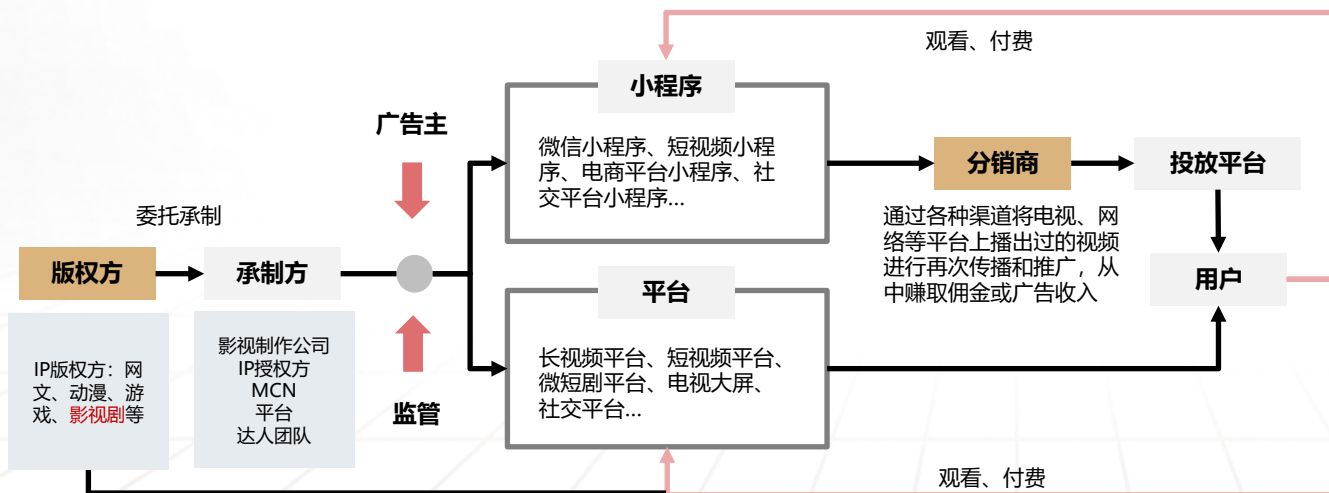 观看、付费
小程序
广告主
微信小程序、短视频小程
序、电商平台小程序、社
交平台小程序...
分销商
投放平台
委托承制
通过各种渠道将电视、网
络等平台上播出过的视频
进行再次传播和推广，从
中赚取佣金或广告收入
版权方
承制方
用户
平台
IP版权方：网
文、动漫、游
戏、影视剧等
影视制作公司
IP授权方
MCN
平台
达人团队
监管
长视频平台、短视频平台、
微短剧平台、电视大屏、
社交平台...
观看、付费